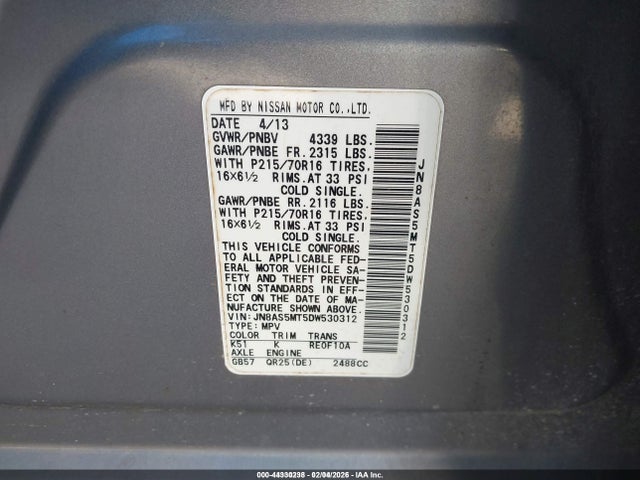 MFD BY NISSAN MOTOR CO.,LTD.
DATE 4/13
GVWR/PNBV 4339 LBS.
GAWR/PNBE FR. 2315 LBS.
WITH P215/70R16 TIRES,
16X6½ RIMS.AT 33 PSI
COLD SINGLE.
GAWR/PNBE RR. 2116 LBS.
WITH P215/70R16 TIRES,
16X6½ RIMS.AT 33 PSI
COLD SINGLE.
THIS VEHICLE CONFORMS
TO ALL APPLICABLE FED-
ERAL MOTOR VEHICLE SA-
FETY AND THEFT PREVEN-
TION STANDARDS IN EFF-
ECT ON THE DATE OF MA-
NUFACTURE SHOWN ABOVE.
VIN: JN8AS5MT5DW530312
TYPE: MPV
COLOR TRIM TRANS
K51 K RE0F10A
AXLE ENGINE
GB57 QR25(DE) 2488CC
JN8AS5MT5DW530312
000-44330238 - 02/04/2026 - IAA Inc.